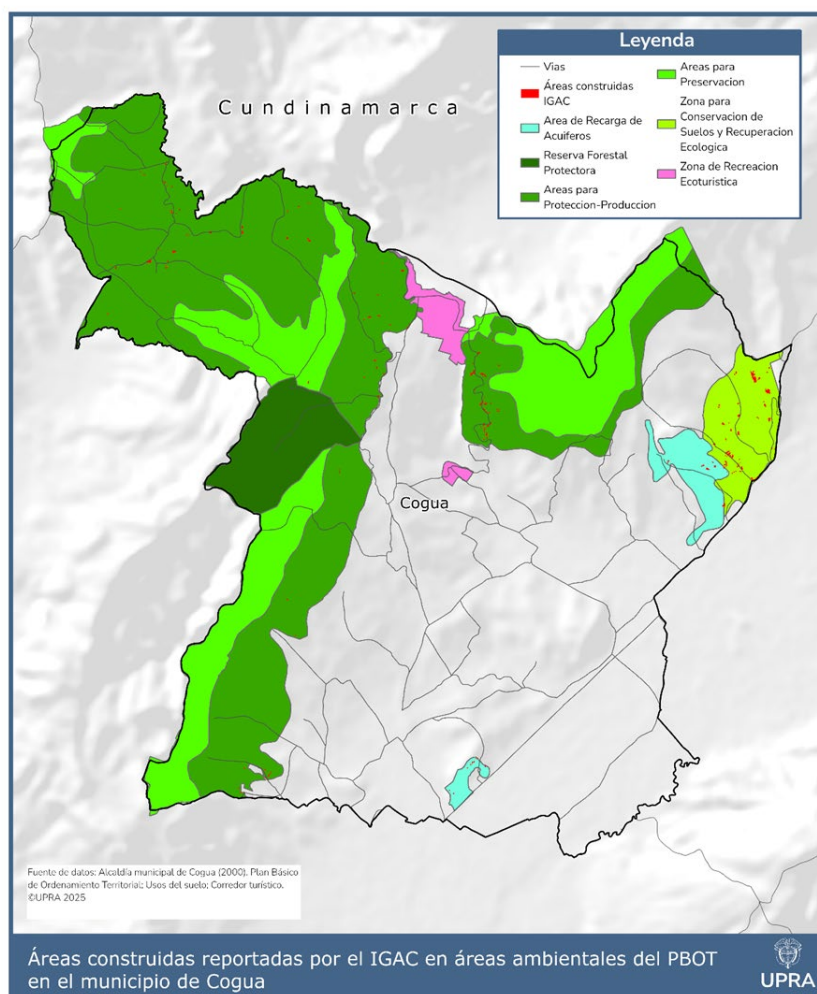 Leyenda
Vias
Áreas construidas
IGAC
Area de Recarga de
Acuiferos
Reserva Forestal
Protectora
Areas para
Proteccion-Produccion
Areas para
Preservacion
Zona para
Conservacion de
Suelos y Recuperacion
Ecologica
Zona de Recreacion
Ecoturistica
Cundinamarca
Cogua
Fuente de datos: Alcaldía municipal de Cogua (2000). Plan Básico
de Ordenamiento Territorial; Usos del suelo; Corredor turístico.
©UPRA 2025
Áreas construidas reportadas por el IGAC en áreas ambientales del PBOT
en el municipio de Cogua
UPRA